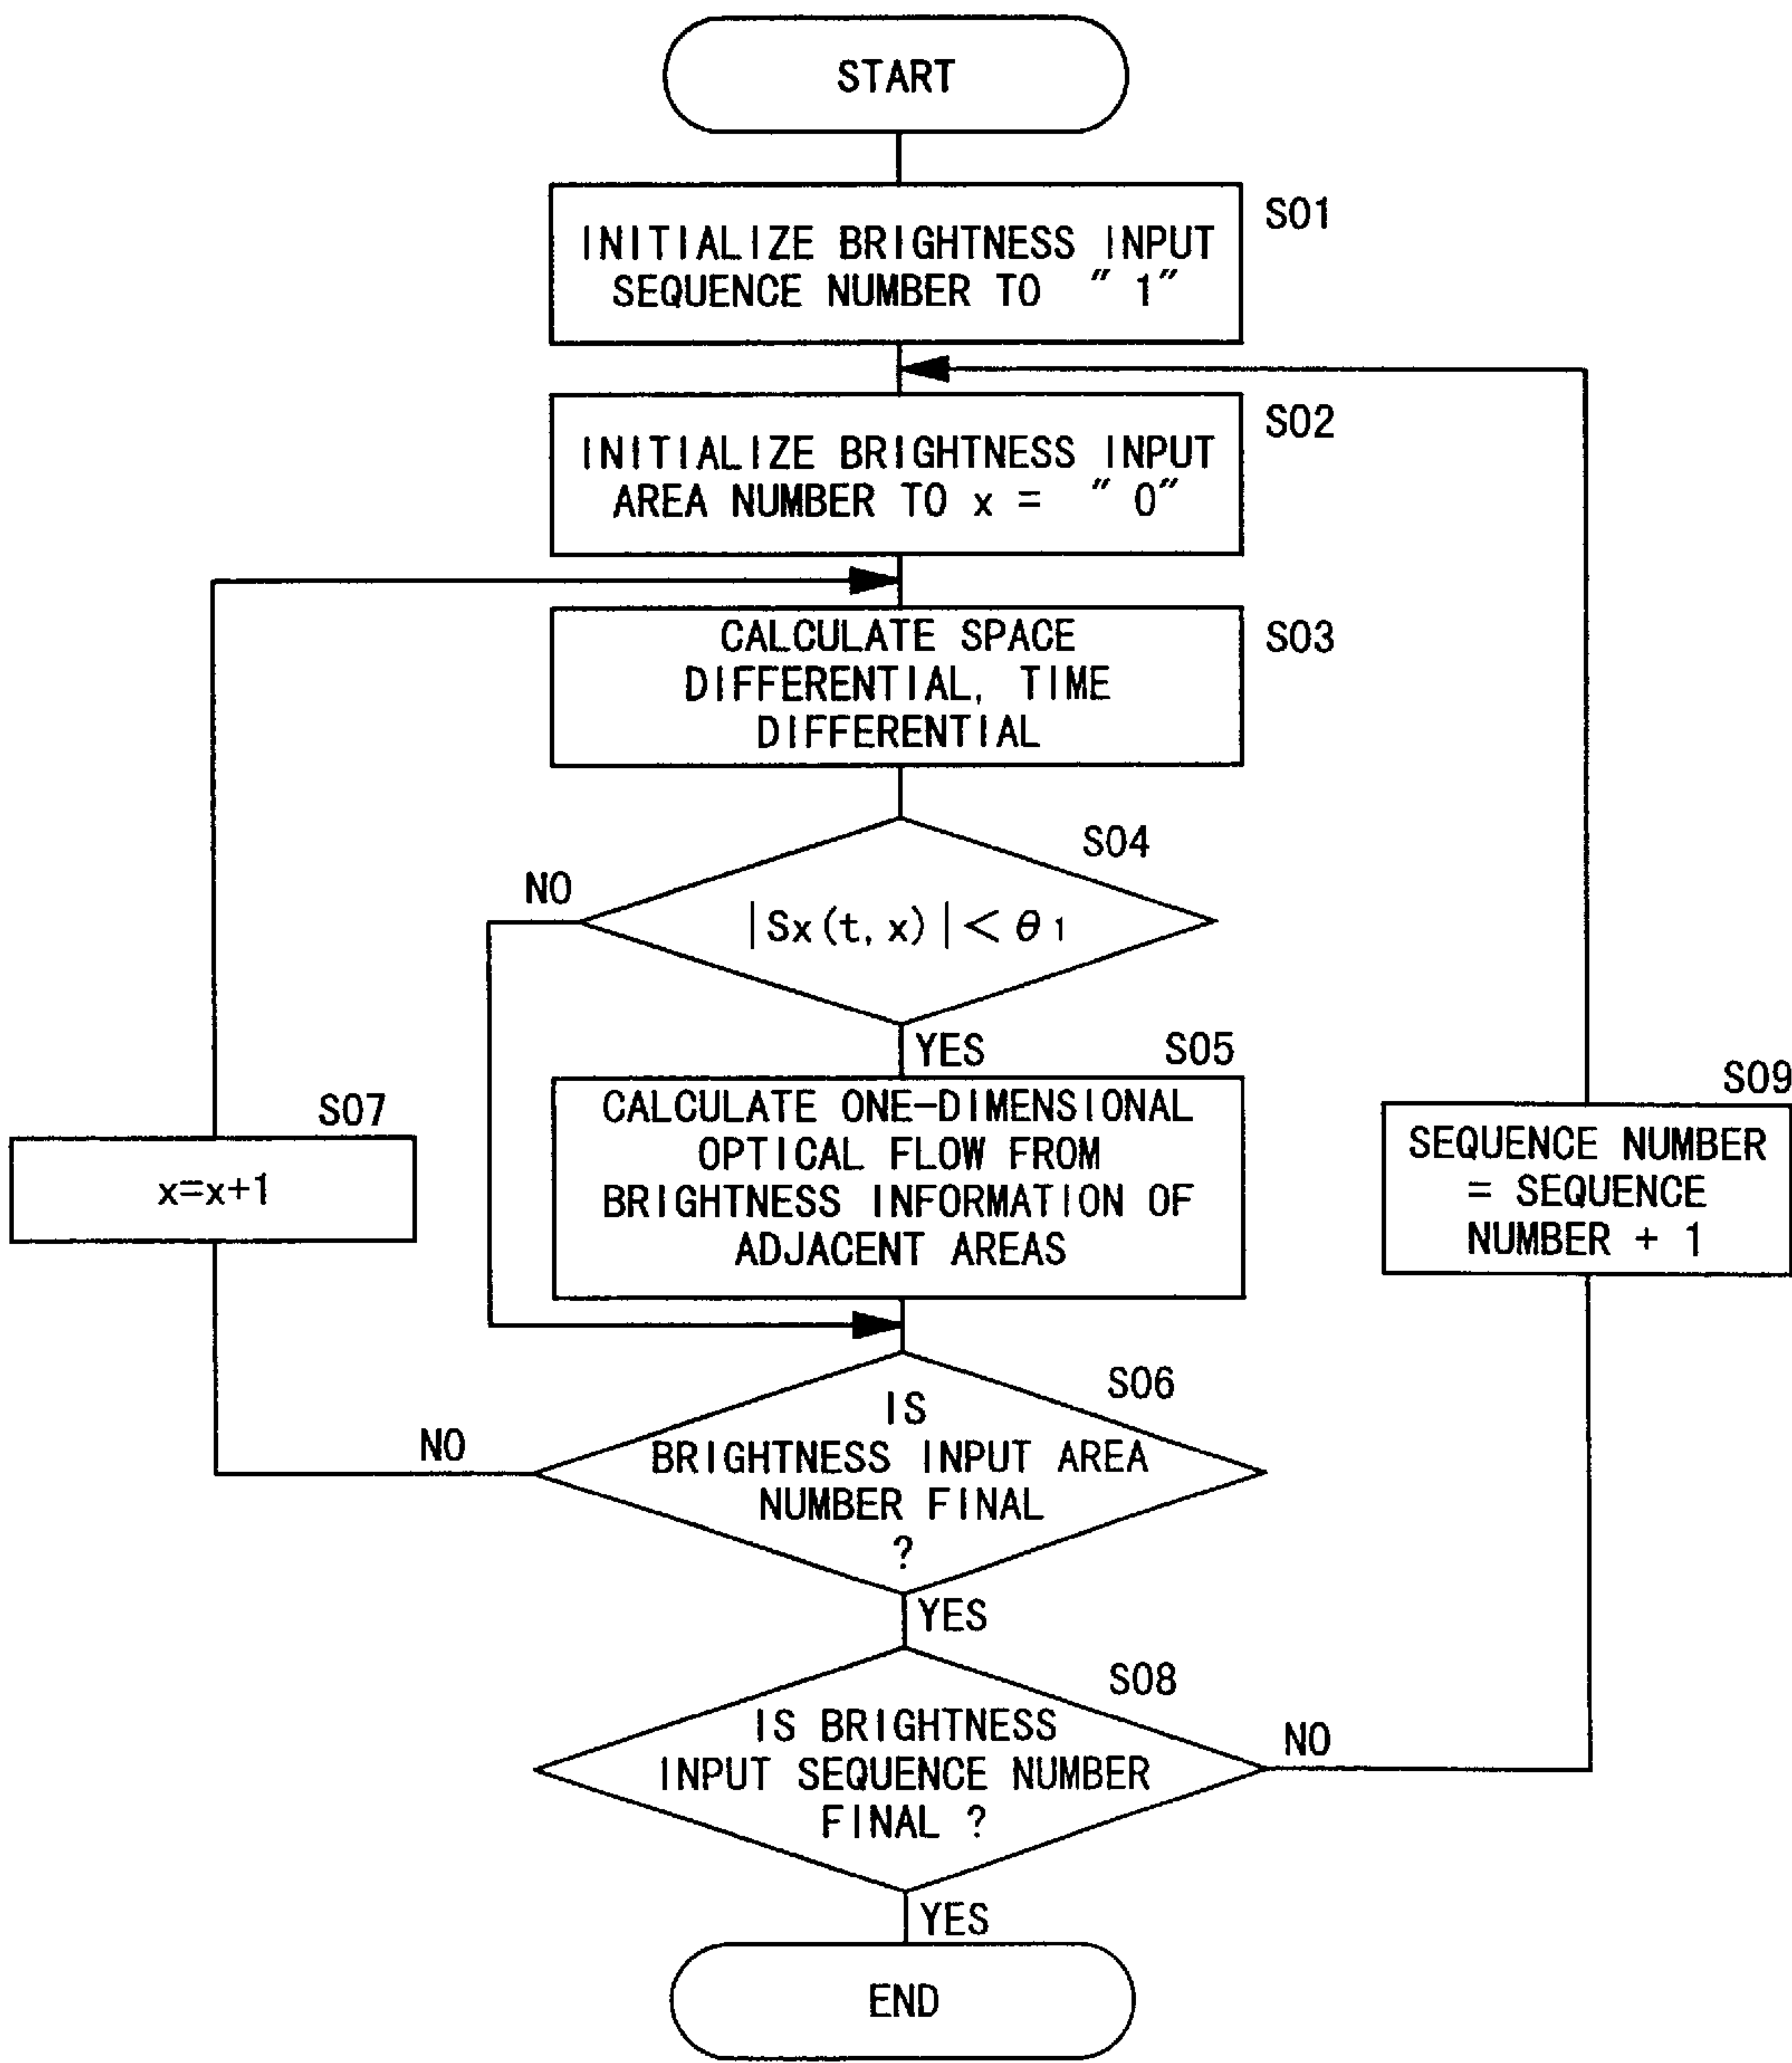 START
S01
INITIALIZE BRIGHTNESS INPUT
SEQUENCE NUMBER TO "1"
S02
INITIALIZE BRIGHTNESS INPUT
AREA NUMBER TO x = "0"
S03
CALCULATE SPACE
DIFFERENTIAL, TIME
DIFFERENTIAL
S04
NO
|Sx(t,x)|<θ1
YES
S05
CALCULATE ONE-DIMENSIONAL
OPTICAL FLOW FROM
BRIGHTNESS INFORMATION OF
ADJACENT AREAS
S07
x=x+1
S09
SEQUENCE NUMBER
= SEQUENCE
NUMBER + 1
S06
IS
BRIGHTNESS INPUT AREA
NUMBER FINAL
?
NO
YES
S08
IS BRIGHTNESS
INPUT SEQUENCE NUMBER
FINAL ?
NO
YES
END